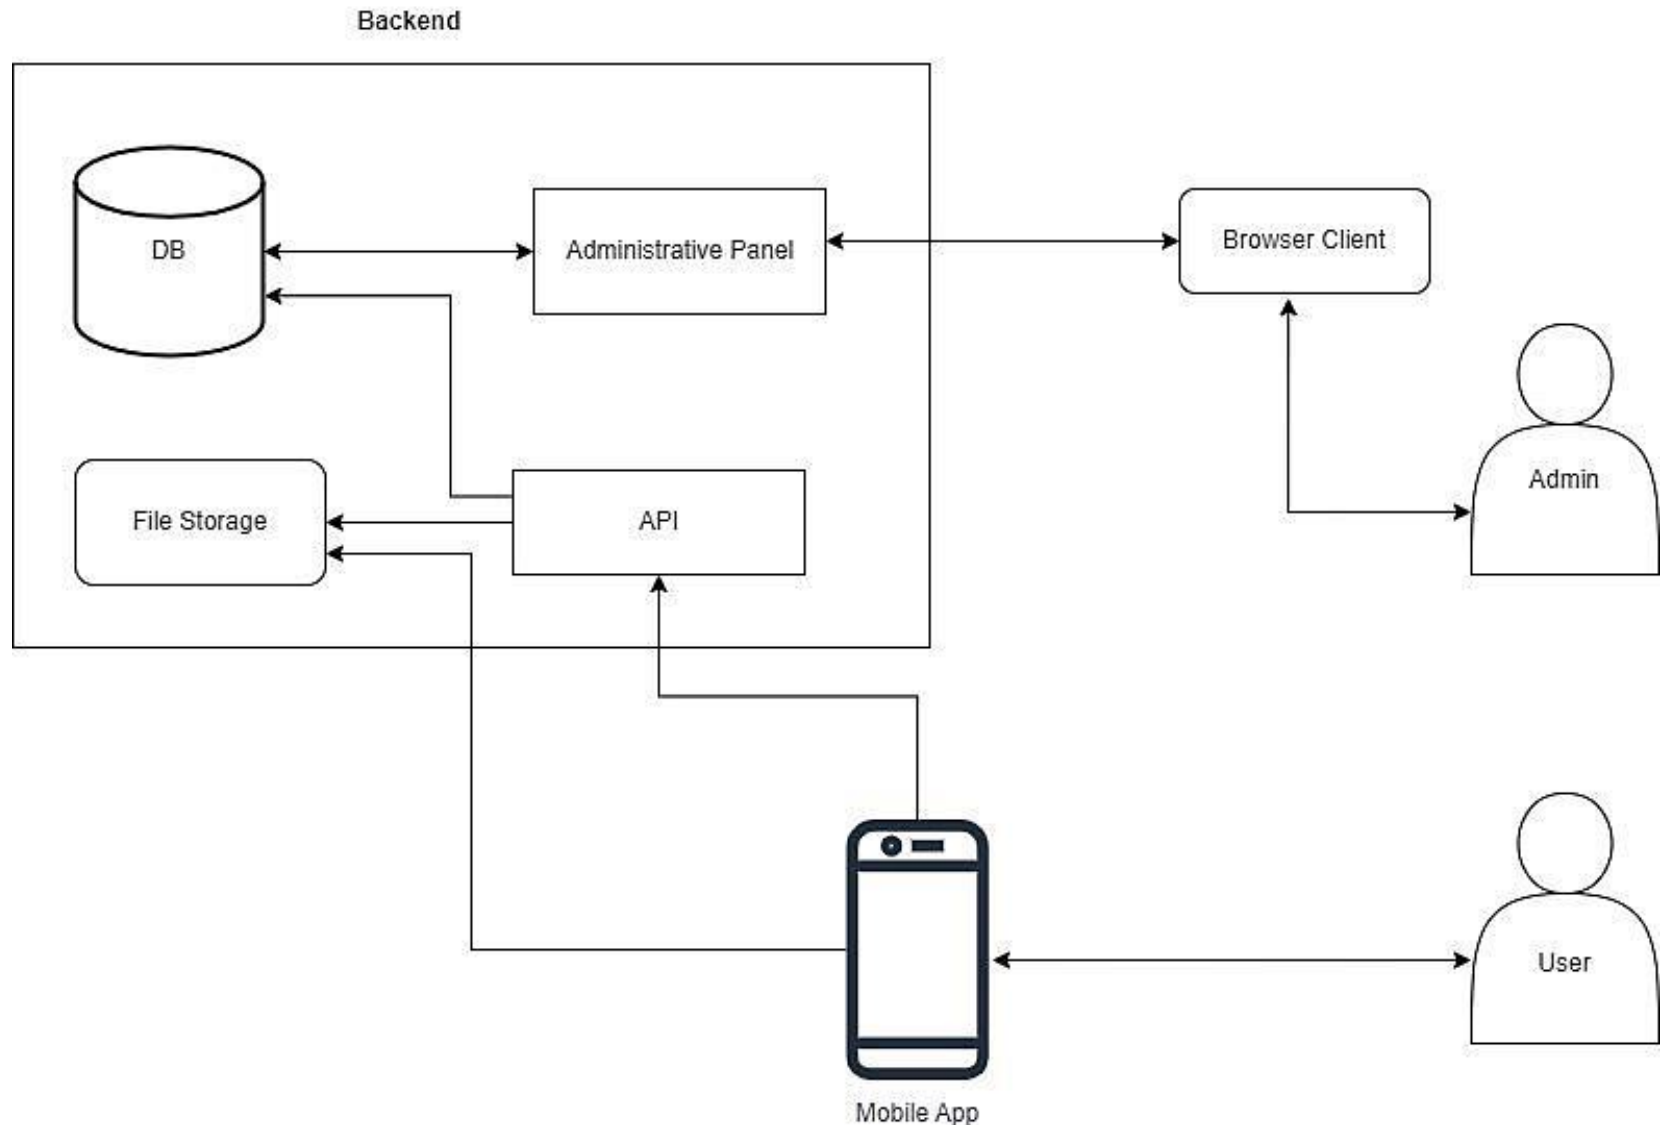 Backend
DB
Administrative Panel
Browser Client
Admin
File Storage
API
User
Mobile App